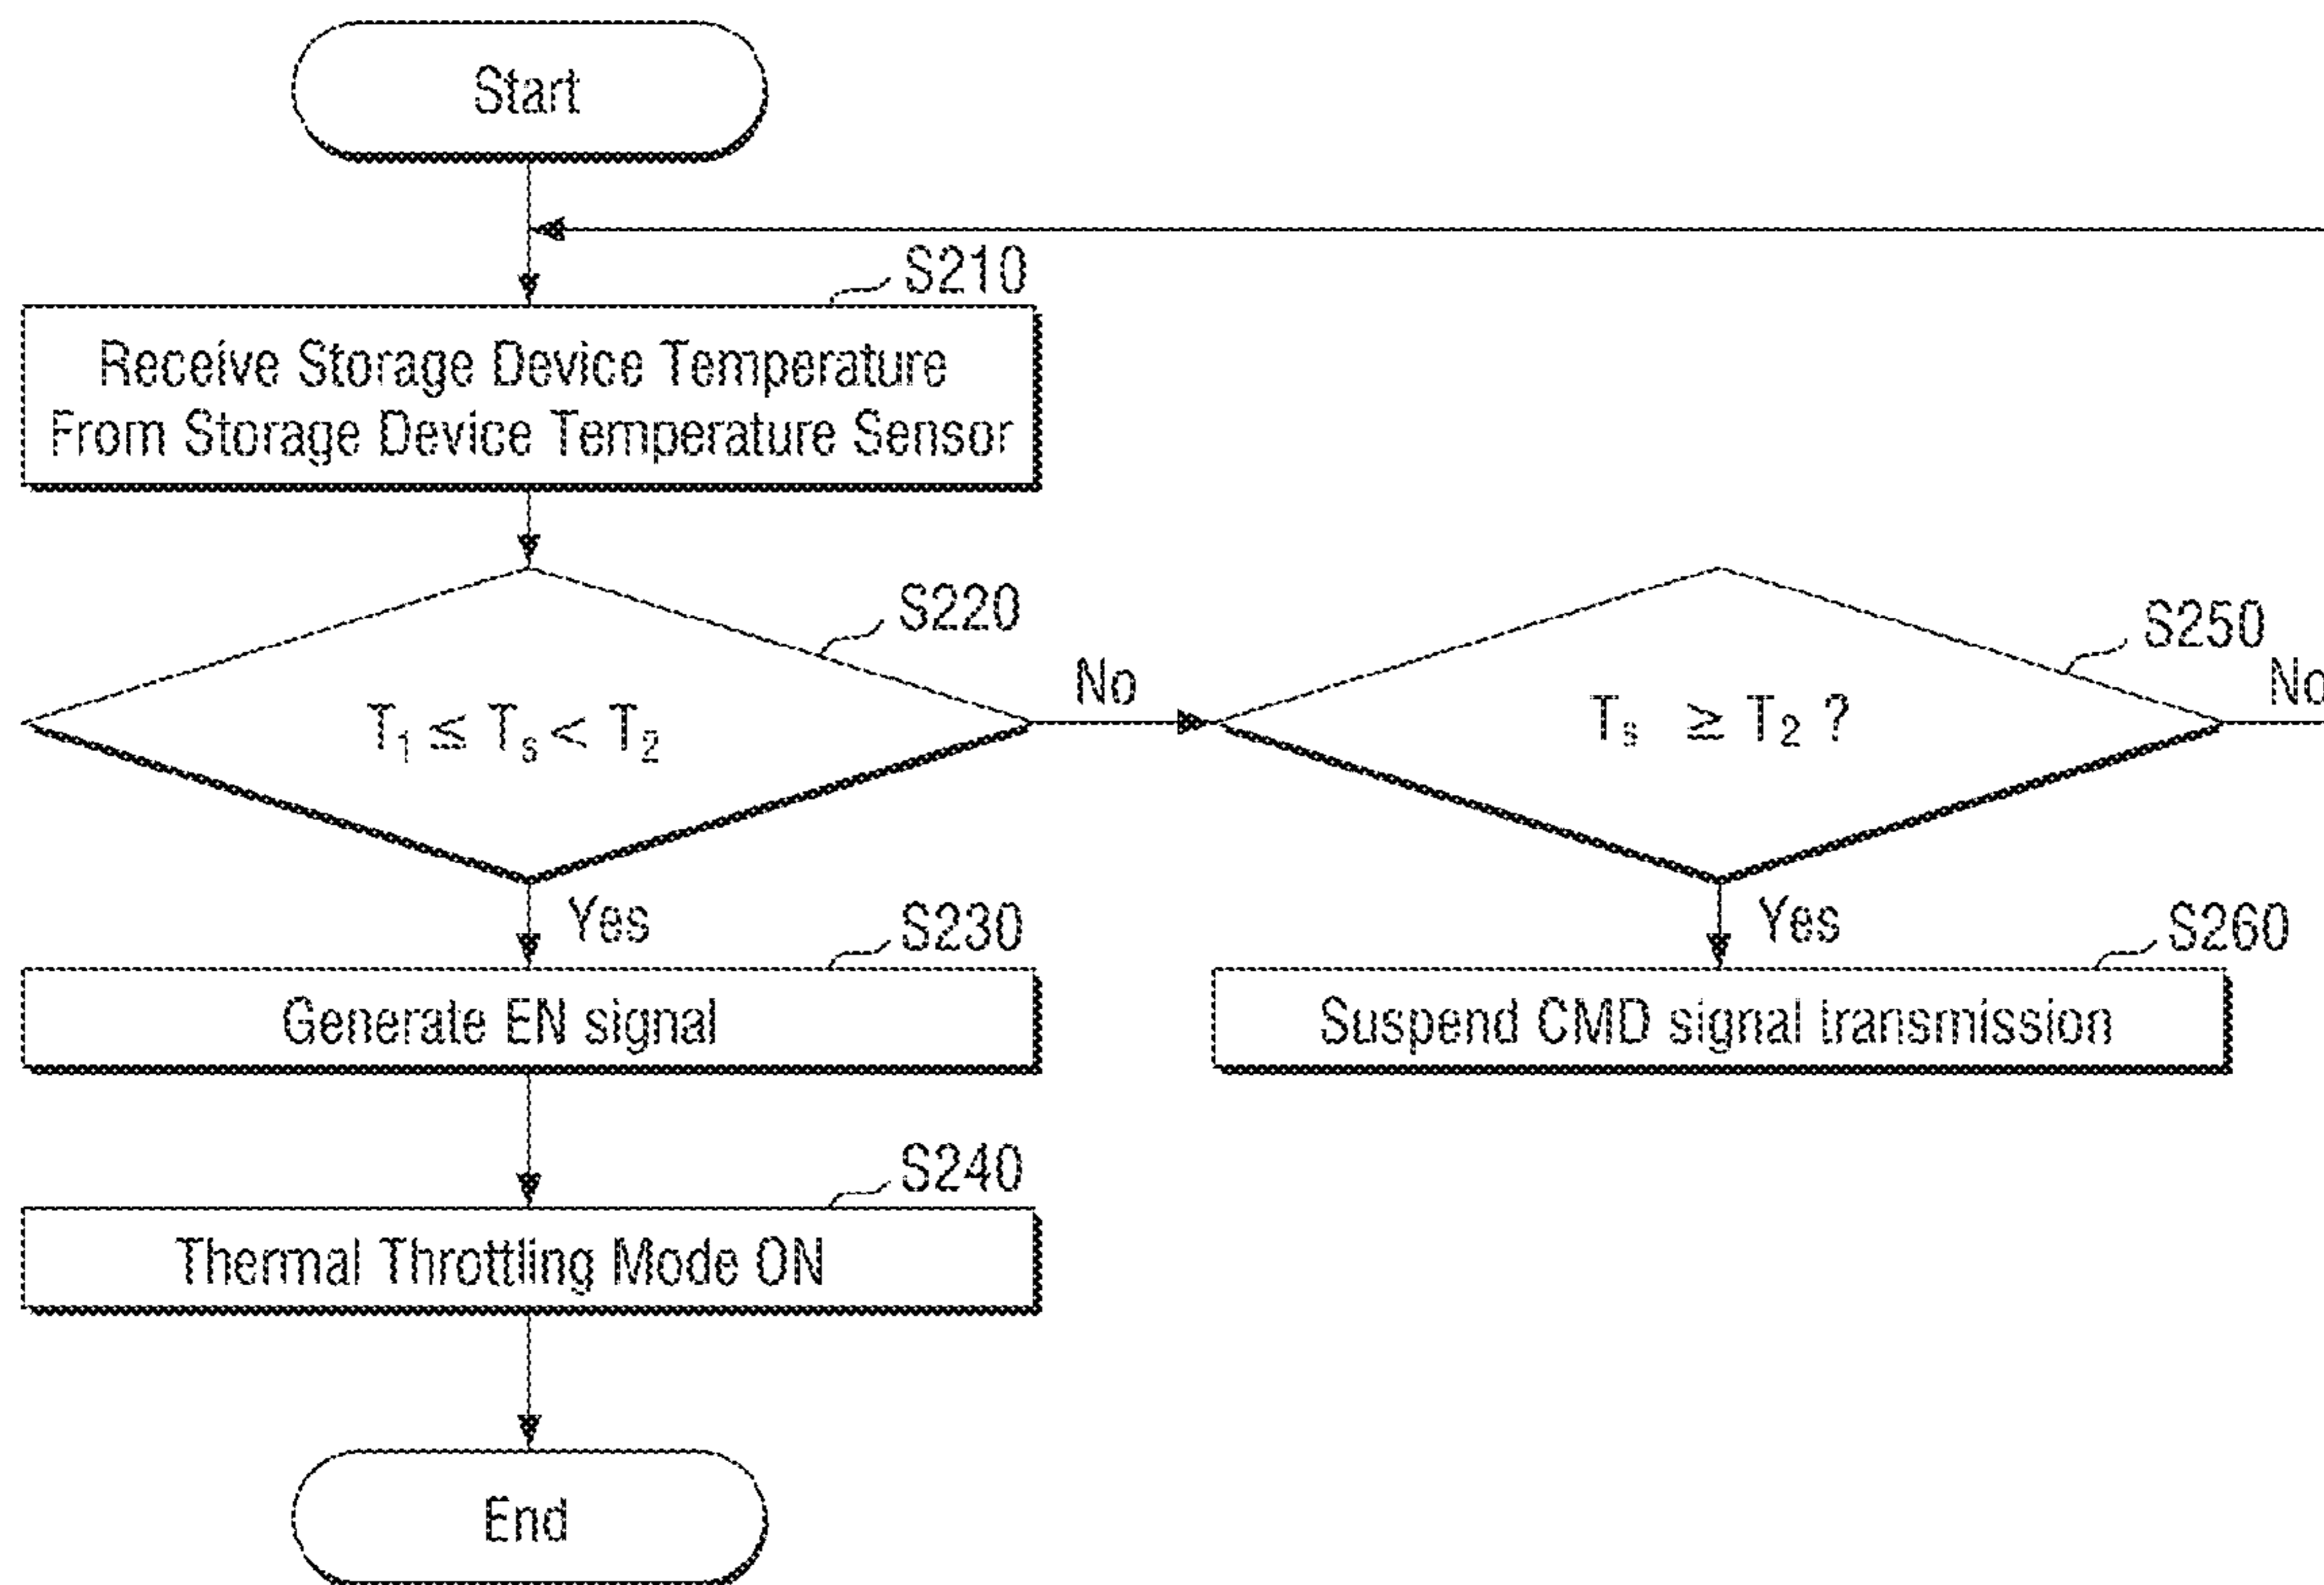 Start
S210
Receive Storage Device Temperature
From Storage Device Temperature Sensor
S220
T₁ ≤ Tₛ < T₂
No
S250
Tₛ ≥ T₂ ?
No
Yes
S230
Generate EN signal
Yes
S260
Suspend CMD signal transmission
S240
Thermal Throttling Mode ON
End